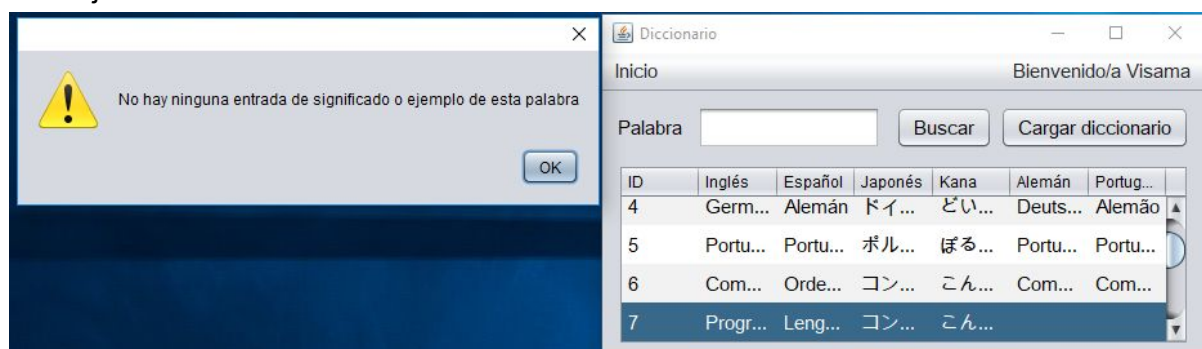 No hay ninguna entrada de significado o ejemplo de esta palabra
OK
Diccionario
Inicio Bienvenido/a Visama
Palabra Buscar Cargar diccionario
ID Inglés Español Japonés Kana Alemán Portug...
4 Germ... Alemán ドイ... どい... Deuts... Alemão
5 Portu... Portu... ポル... ぽる... Portu... Portu...
6 Com... Orde... コン... こん... Com... Com...
7 Progr... Leng... コン... こん...